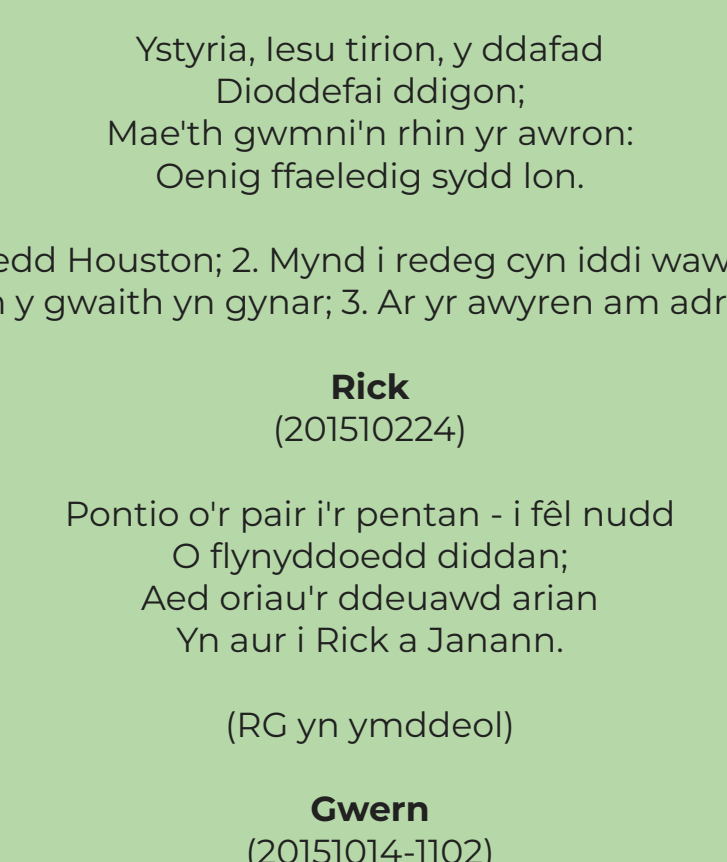 Ystyria, Iesu tirion, y ddafad
Dioddefai ddigon;
Mae'th gwmni'n rhin yr awron:
Oenig ffaeledig sydd lon.
Houston; 2. Mynd i redeg cyn iddi
y gwaith yn gynar; 3. Ar yr awyren am
Rick
(201510224)
Pontio o'r pair i'r pentan - i fêl nudd
O flynyddoedd diddan;
Aed oriau'r ddeuawd arian
Yn aur i Rick a Janann.
(RG yn ymddeol)
Gwern
(20151014-1102)